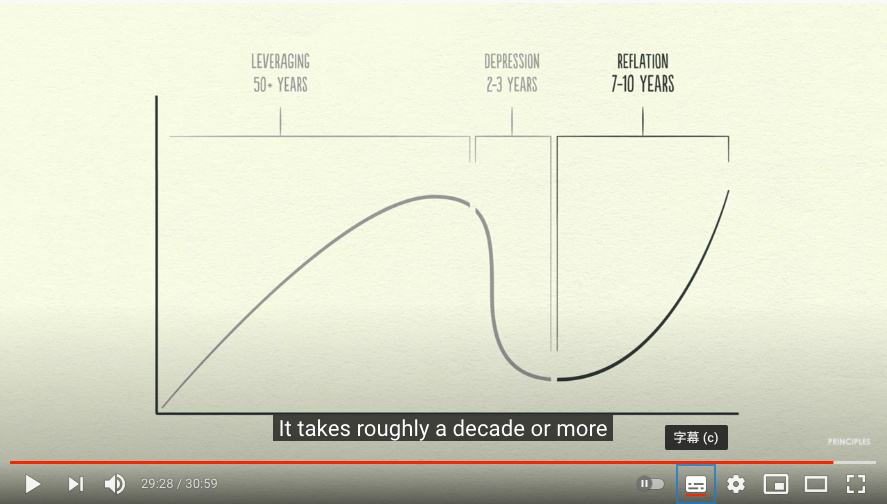 LEVERAGING
50+ YEARS
DEPRESSION
2-3 YEARS
REFLATION
7-10 YEARS
It takes roughly a decade or more
字幕 (c)
PRINCIPLES
29:28 / 30:59